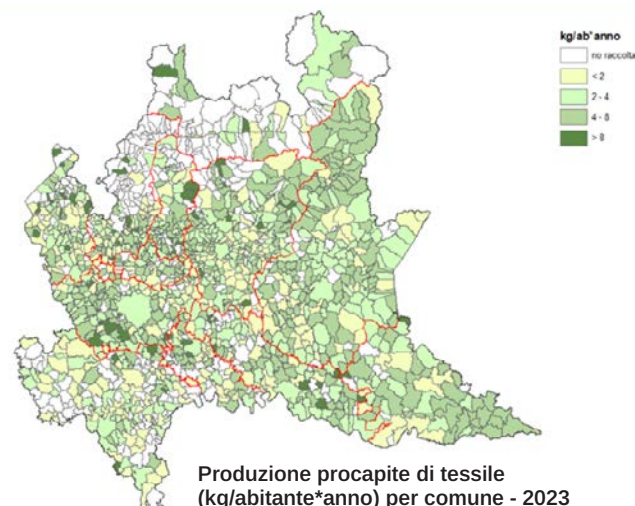 kg/ab*anno
no raccolta
< 2
2 - 4
4 - 8
> 8
Produzione procapite di tessile
(kg/abitante*anno) per comune - 2023